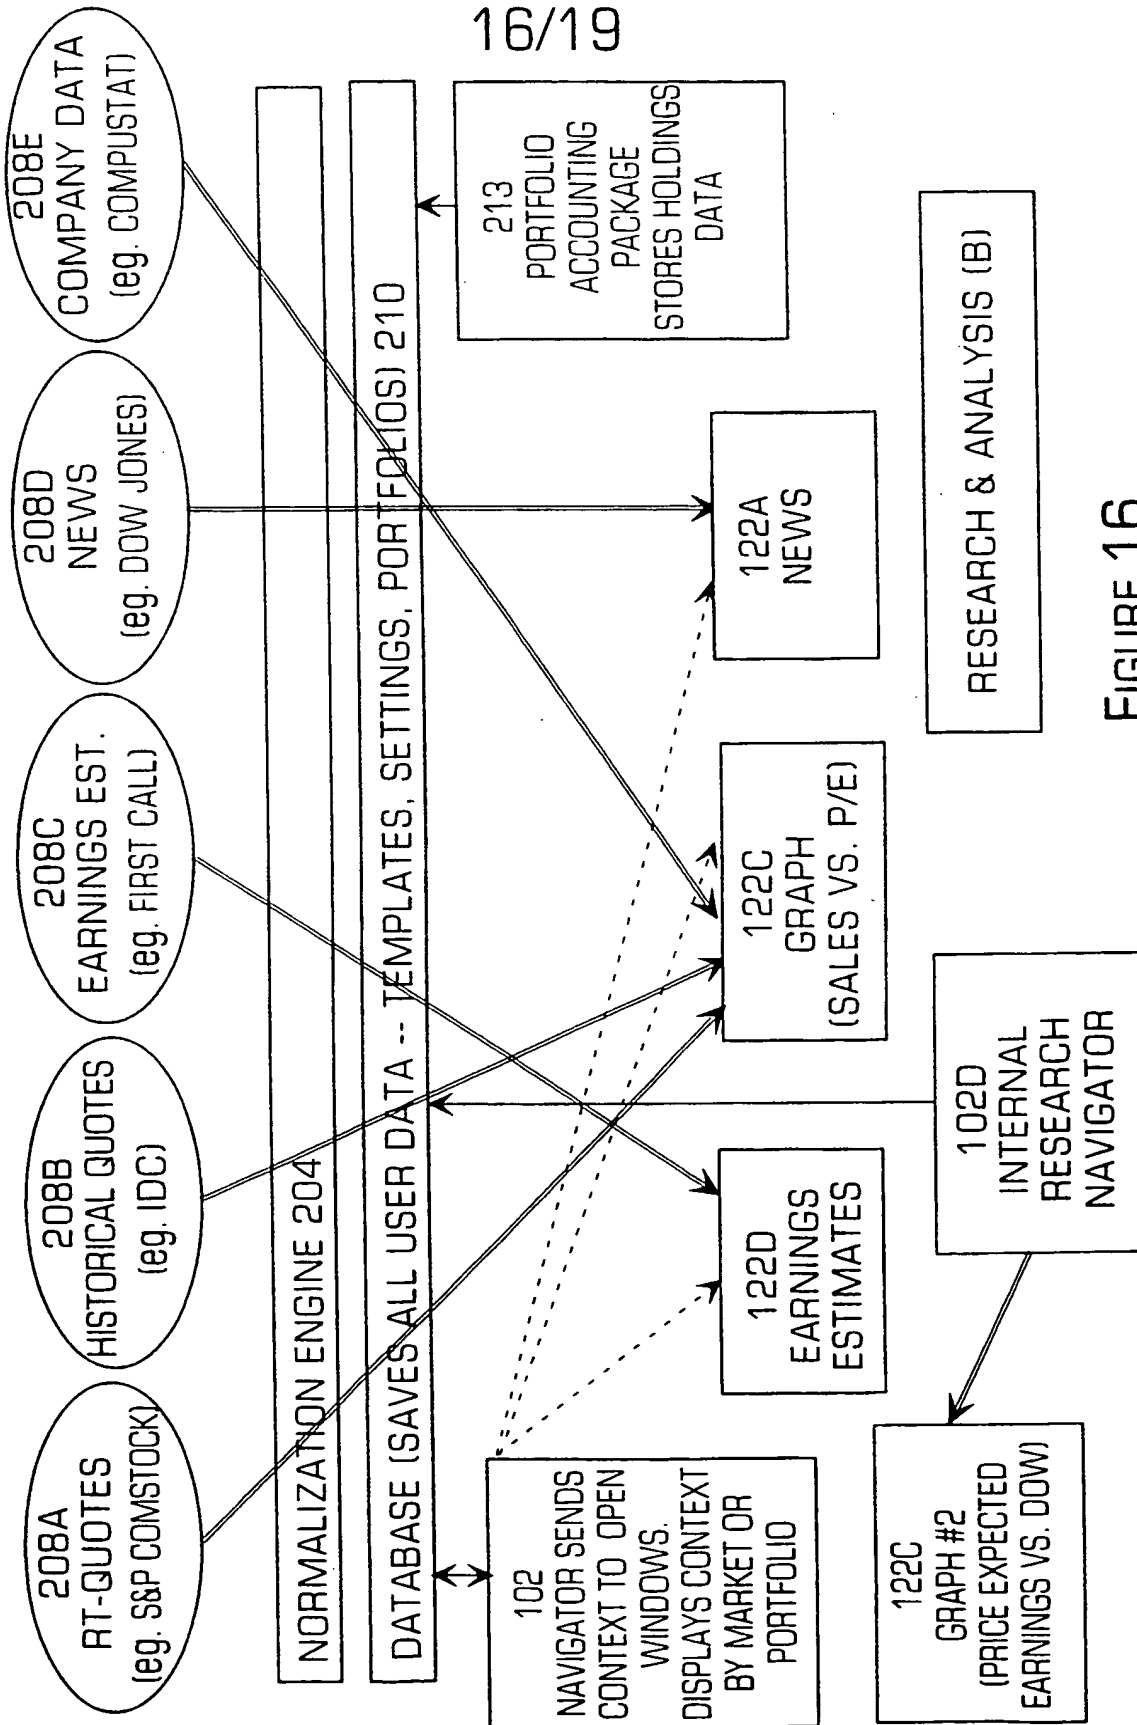 16/19
208A
RT-QUOTES
(eg. S&P COMSTOCK)
208B
HISTORICAL QUOTES
(eg. IDC)
208C
EARNINGS EST.
(eg. FIRST CALL)
208D
NEWS
(eg. DOW JONES)
208E
COMPANY DATA
(eg. COMPUSTAT)
NORMALIZATION ENGINE 204
DATABASE (SAVES ALL USER DATA -- TEMPLATES, SETTINGS, PORTFOLIOS) 210
102
NAVIGATOR SENDS
CONTEXT TO OPEN
WINDOWS.
DISPLAYS CONTEXT
BY MARKET OR
PORTFOLIO
213
PORTFOLIO
ACCOUNTING
PACKAGE
STORES HOLDINGS
DATA
122D
EARNINGS
ESTIMATES
122C
GRAPH
(SALES VS. P/E)
122A
NEWS
122C
GRAPH #2
(PRICE EXPECTED
EARNINGS VS. DOW)
102D
INTERNAL
RESEARCH
NAVIGATOR
RESEARCH & ANALYSIS (B)
FIGURE 16